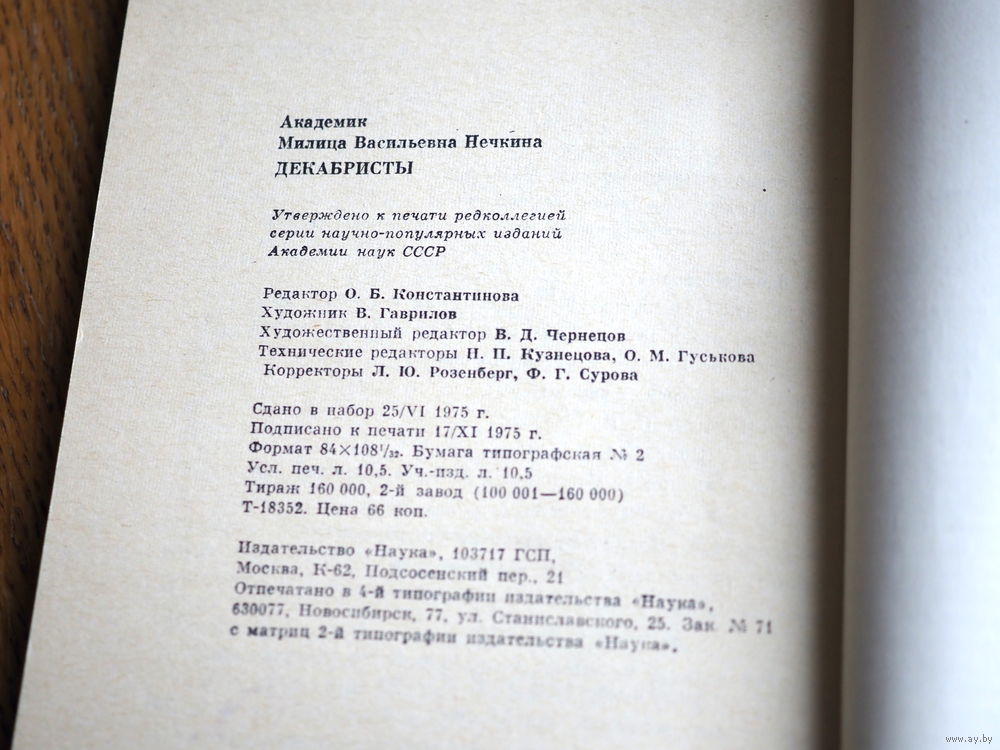 Академик
Милица Васильевна Нечкина
ДЕКАБРИСТЫ
Утверждено к печати редколлегией
серии научно-популярных изданий
Академии наук СССР
Редактор О. Б. Константинова
Художник В. Гаврилов
Художественный редактор В. Д. Чернецов
Технические редакторы Н. П. Кузнецова, О. М. Гуськова
Корректоры Л. Ю. Розенберг, Ф. Г. Сурова
Сдано в набор 25/VI 1975 г.
Подписано к печати 17/XI 1975 г.
Формат 84×108¹/₃₂. Бумага типографская № 2
Усл. печ. л. 10,5. Уч.-изд. л. 10,5
Тираж 160 000, 2-й завод (100 001—160 000)
Т-18352. Цена 66 коп.
Издательство «Наука», 103717 ГСП,
Москва, К-62, Подсосенский пер., 21
Отпечатано в 4-й типографии издательства «Наука»,
630077, Новосибирск, 77, ул. Станиславского, 25. Зак. № 71
с матриц 2-й типографии издательства «Наука».
www.ay.by